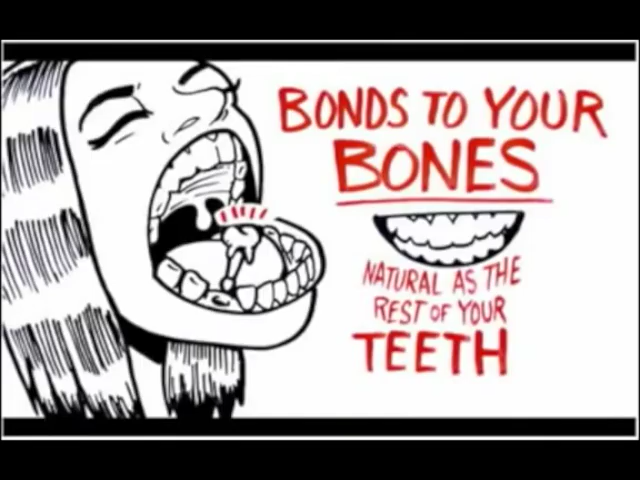 BONDS TO YOUR
BONES
NATURAL AS THE
REST OF YOUR
TEETH